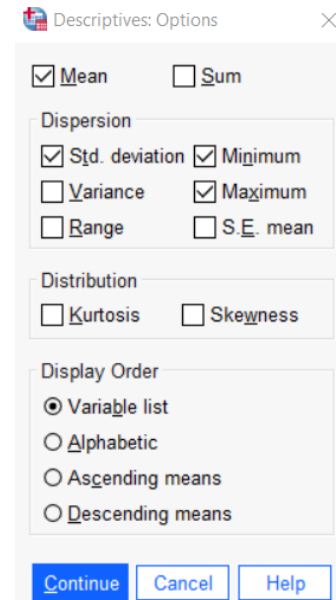 Descriptives: Options
Mean Sum
Dispersion
Std. deviation Minimum
Variance Maximum
Range S.E. mean
Distribution
Kurtosis Skewness
Display Order
Variable list
Alphabetic
Ascending means
Descending means
Continue Cancel Help